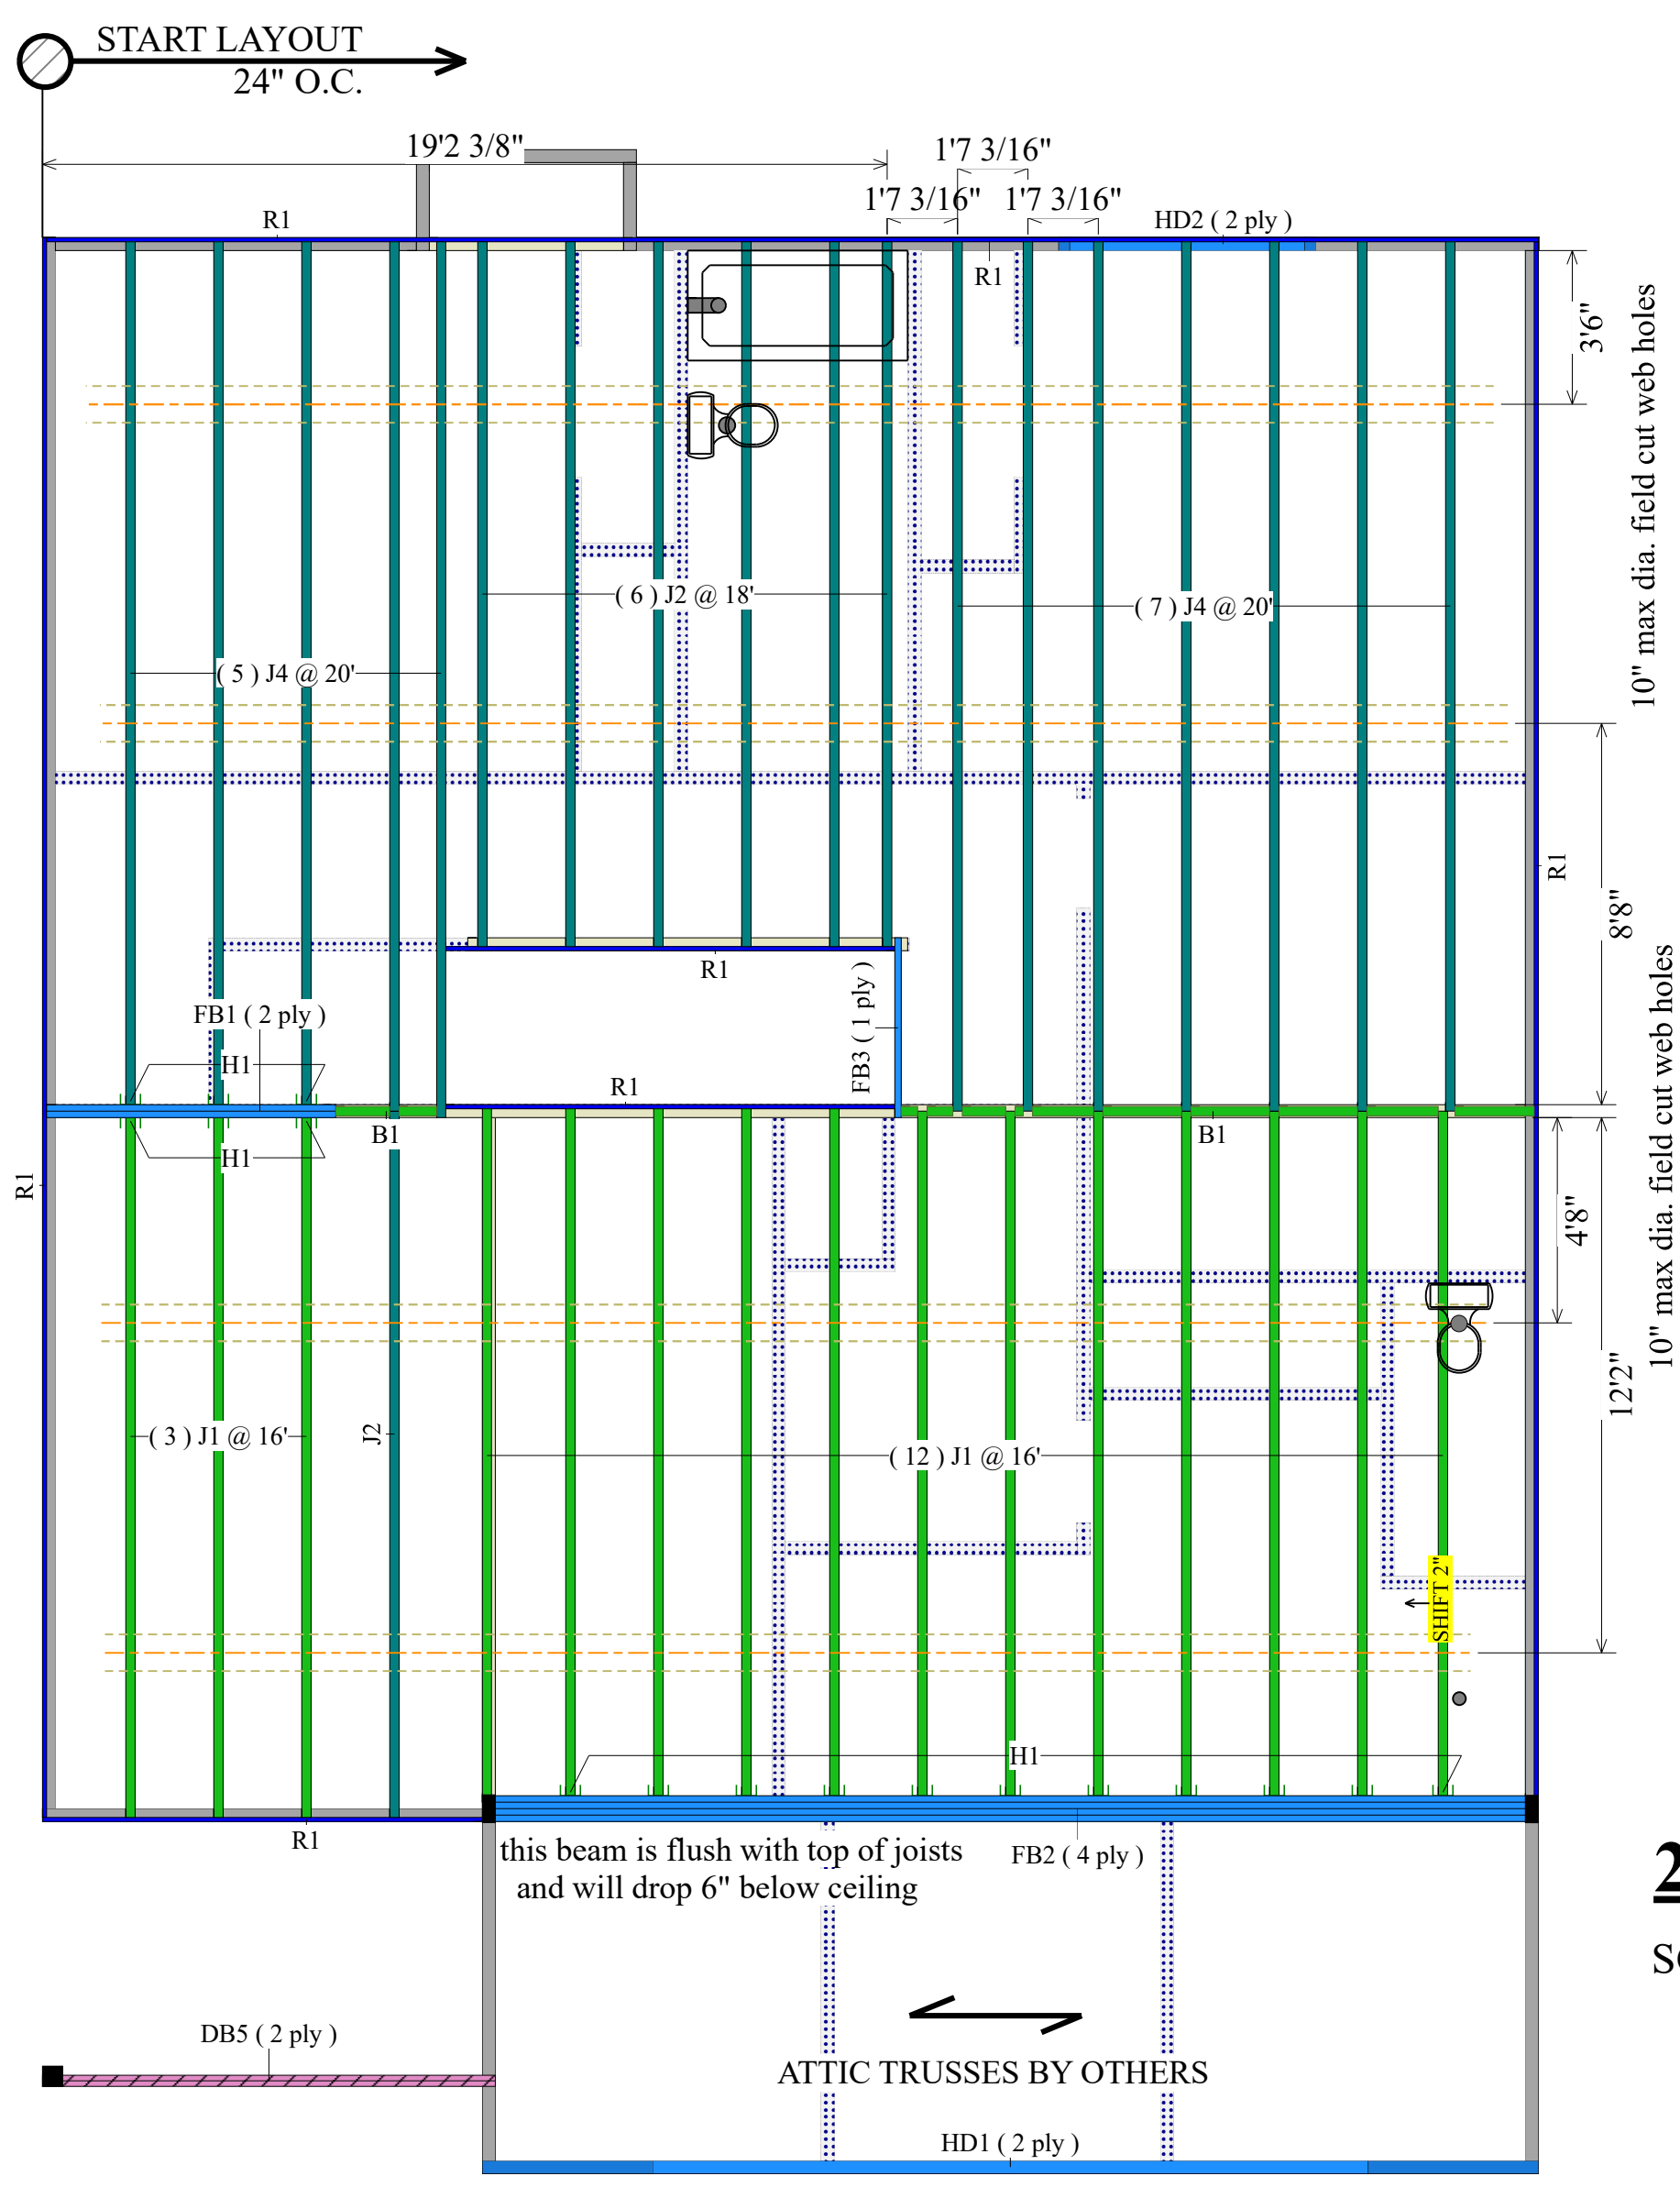 START LAYOUT
24" O.C.
19'2 3/8"
1'7 3/16"
1'7 3/16"
1'7 3/16"
R1
HD2 ( 2 ply )
R1
3'6"
10" max dia. field cut web holes
( 6 ) J2 @ 18'
( 7 ) J4 @ 20'
( 5 ) J4 @ 20'
R1
8'8"
R1
FB3 ( 1 ply )
FB1 ( 2 ply )
H1
R1
B1
B1
H1
R1
4'8"
10" max dia. field cut web holes
12'2"
( 3 ) J1 @ 16'
J2
( 12 ) J1 @ 16'
SHIFT 2"
H1
R1
this beam is flush with top of joists
and will drop 6" below ceiling
FB2 ( 4 ply )
2
DB5 ( 2 ply )
ATTIC TRUSSES BY OTHERS
HD1 ( 2 ply )